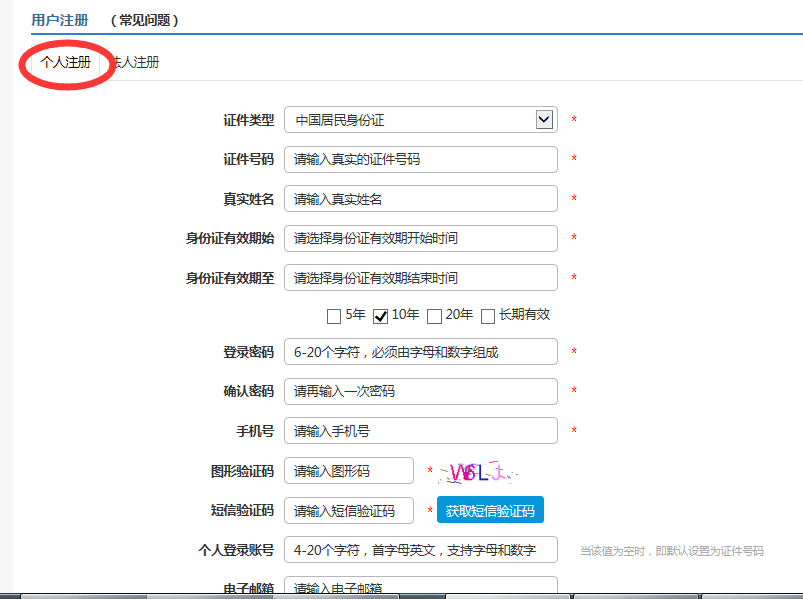 用户注册 （常见问题）
个人注册 法人注册
证件类型 中国居民身份证 *
证件号码 请输入真实的证件号码 *
真实姓名 请输入真实姓名 *
身份证有效期始 请选择身份证有效期开始时间 *
身份证有效期至 请选择身份证有效期结束时间 *
5年 10年 20年 长期有效
登录密码 6-20个字符，必须由字母和数字组成 *
确认密码 请再输入一次密码 *
手机号 请输入手机号 *
图形验证码 请输入图形码 *
短信验证码 请输入短信验证码 * 获取短信验证码
个人登录账号 4-20个字符，首字母英文，支持字母和数字 当该值为空时，即默认设置为证件号码
电子邮箱 请输入电子邮箱